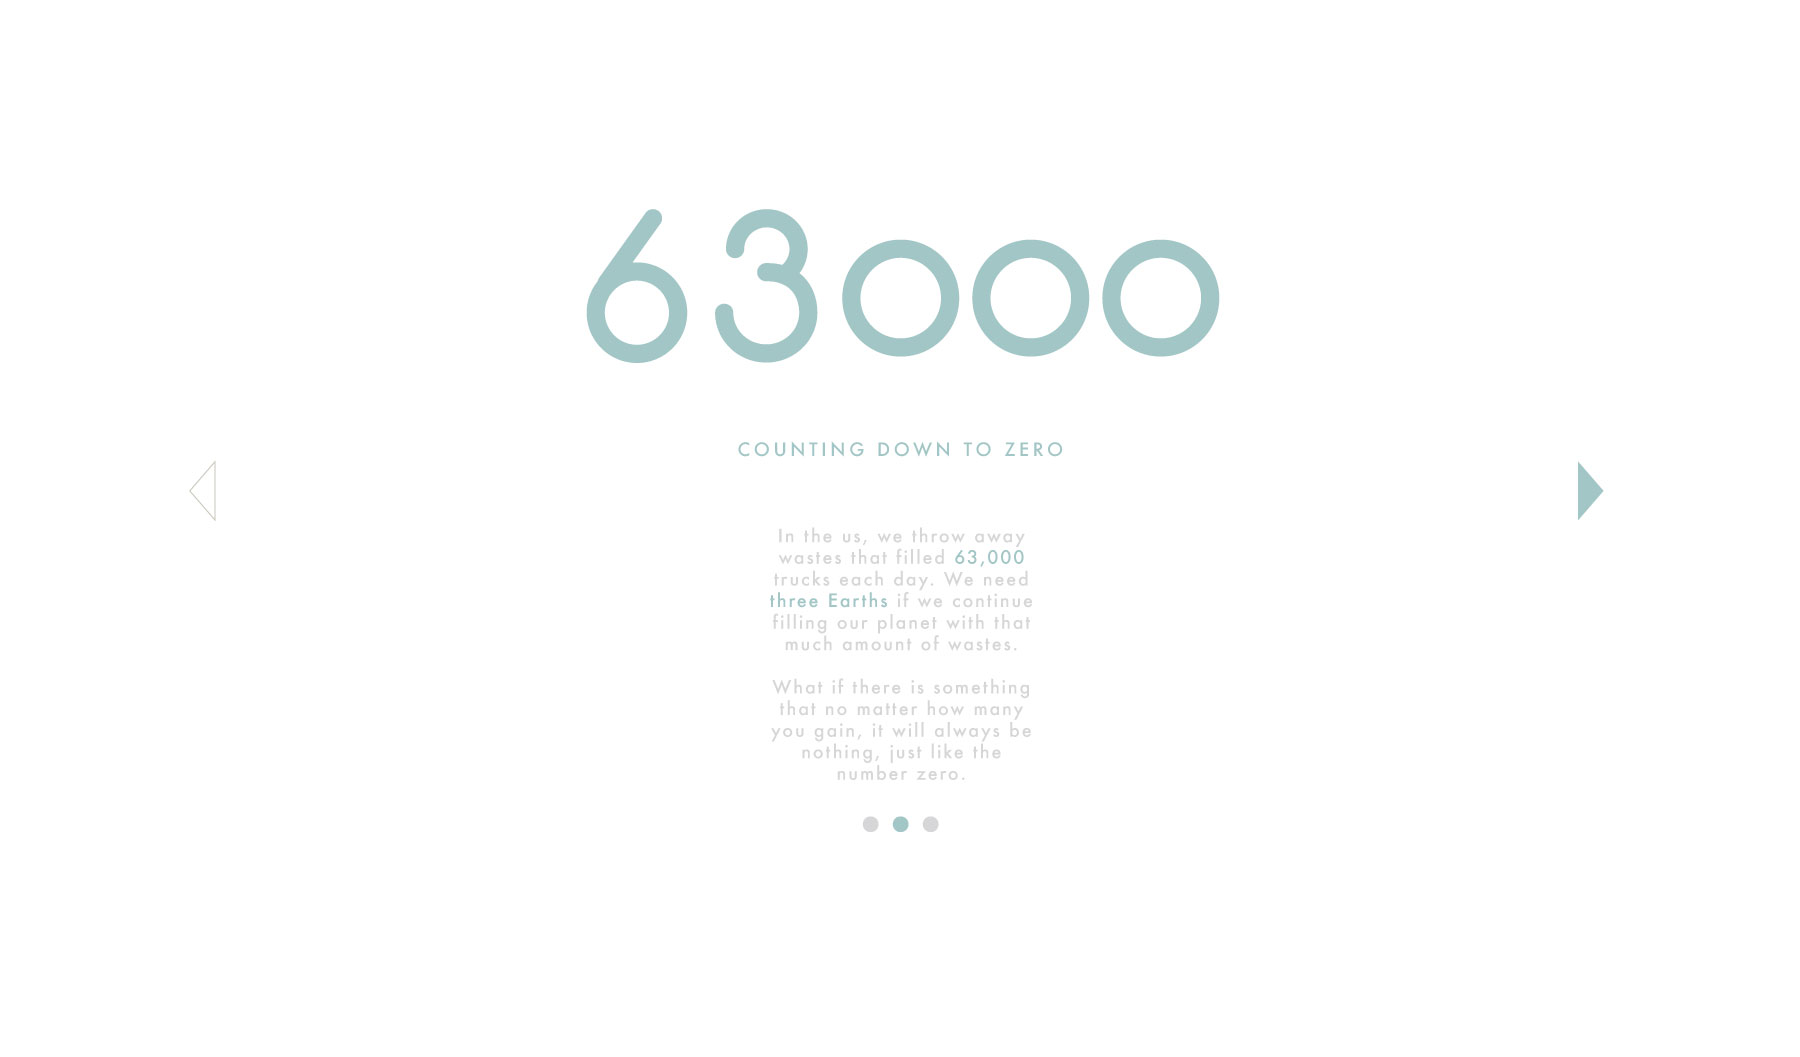 63000
COUNTING DOWN TO ZERO
In the us, we throw away
wastes that filled 63,000
trucks each day. We need
three Earths if we continue
filling our planet with that
much amount of wastes.
What if there is something
that no matter how many
you gain, it will always be
nothing, just like the
number zero.